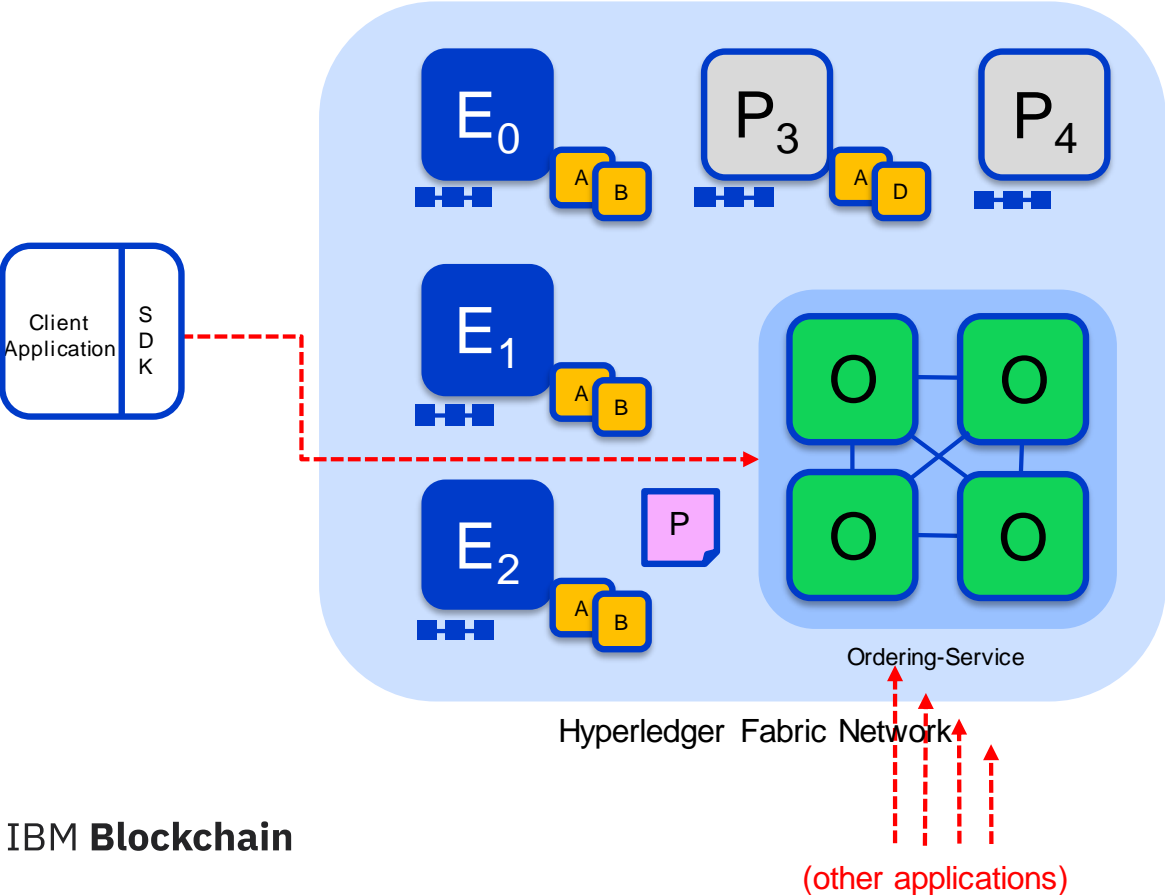 E0
A
B
P3
A
D
P4
Client
Application
S
D
K
E1
A
B
O
O
E2
A
B
P
O
O
Ordering-Service
Hyperledger Fabric Network
IBM Blockchain
(other applications)